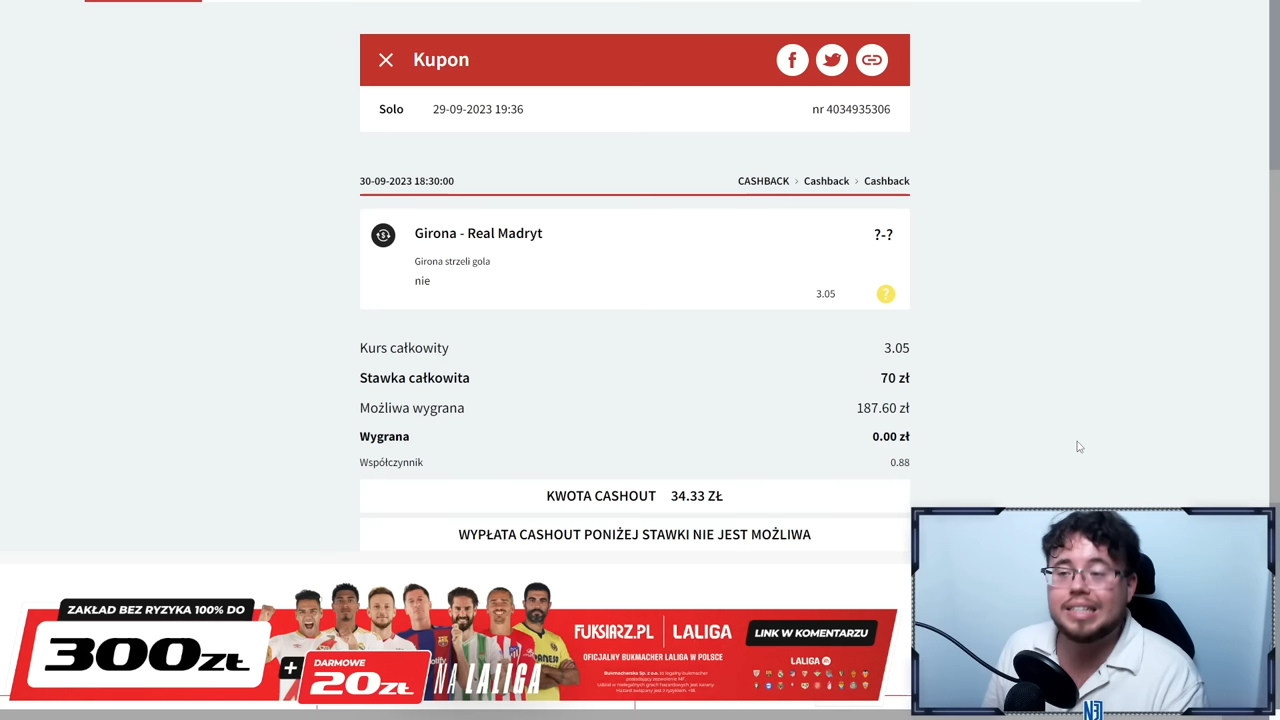 Kupon
Solo 29-09-2023 19:36 nr 4034935306
30-09-2023 18:30:00 CASHBACK > Cashback > Cashback
Girona - Real Madryt ?-?
Girona strzeli gola
nie
3.05 ?
Kurs całkowity 3.05
Stawka całkowita 70 zł
Możliwa wygrana 187.60 zł
Wygrana 0.00 zł
Współczynnik 0.88
KWOTA CASHOUT 34.33 ZŁ
WYPŁATA CASHOUT PONIŻEJ STAWKI NIE JEST MOŻLIWA
ZAKŁAD BEZ RYZYKA 100% DO
300ZŁ
+ DARMOWE
20ZŁ
NA LALIGA
FUKSIARZ.PL LALIGA
OFICJALNY BUKMACHER LALIGA W POLSCE
LINK W KOMENTARZU
LALIGA